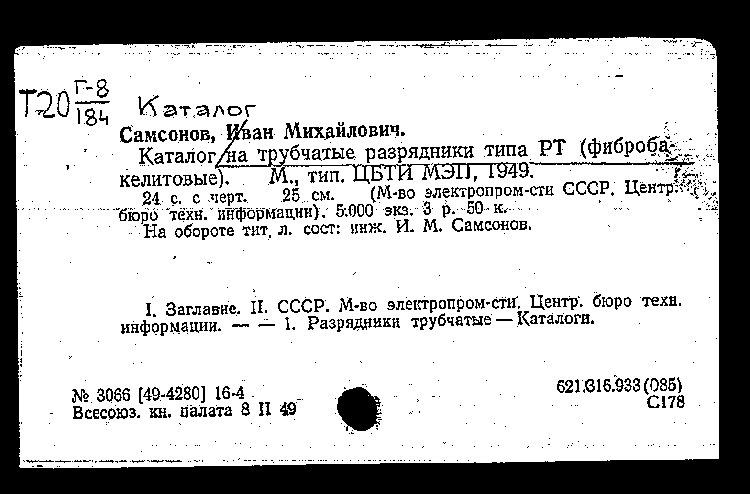 Т20 Г-8
184
Каталог
Самсонов, Иван Михайлович.
Каталог на трубчатые разрядники типа РТ (фиброба-
келитовые). М., тип. ЦБТИ МЭП, 1949.
24 с. с черт. 25 см. (М-во электропром-сти СССР. Центр.
бюро техн. информации). 5.000 экз. 3 р. 50 к.
На обороте тит. л. сост: инж. И. М. Самсонов.
I. Заглавие. II. СССР. М-во электропром-сти. Центр. бюро техн.
информации. — — 1. Разрядники трубчатые — Каталоги.
№ 3066 [49-4280] 16-4
621.316.933(085)
Всесоюз. кн. палата 8 II 49
С178